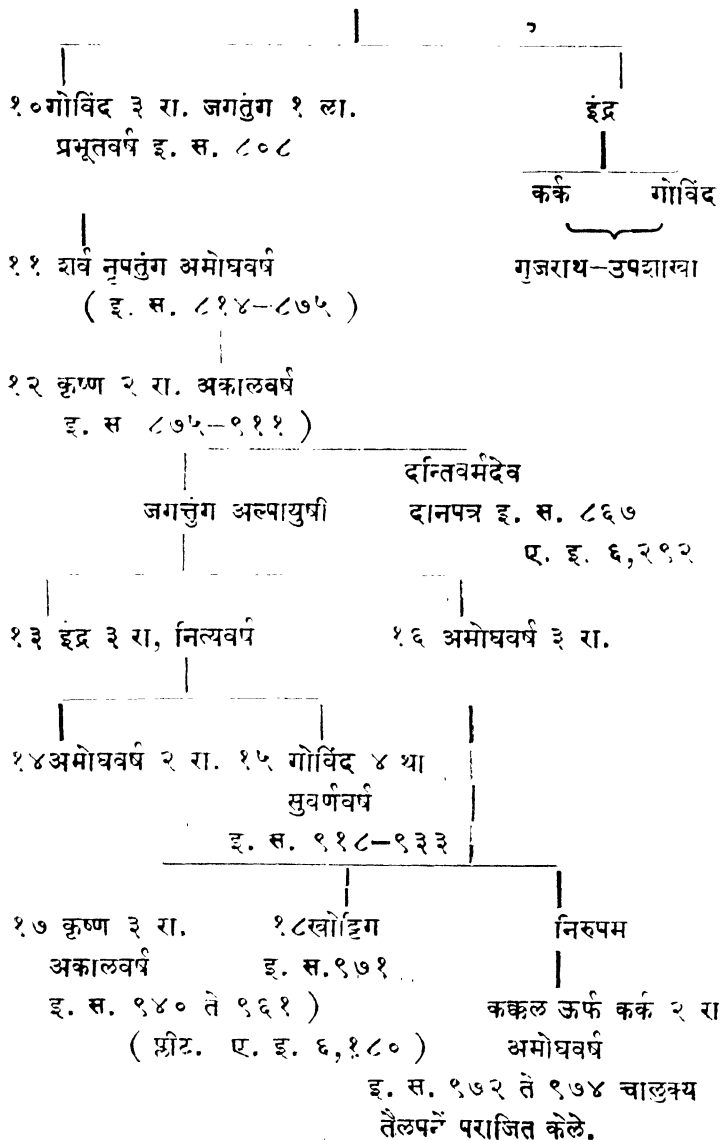 १०गोविंद ३ रा. जगतुंग १ ला. इंद्र
प्रभूतवर्ष इ. स. ८०८
कर्क गोविंद
११ शर्व नृपतुंग अमोघवर्ष गुजराथ-उपशाखा
( इ. स. ८१४-८७५ )
१२ कृष्ण २ रा. अकालवर्ष
इ. स ८७५-९११ )
दन्तिवर्मदेव
जगत्तुंग अल्पायुषी दानपत्र इ. स. ८६७
ए. इ. ६,२९२
१३ इंद्र ३ रा, नित्यवर्ष १६ अमोघवर्ष ३ रा.
१४अमोघवर्ष २ रा. १५ गोविंद ४ था
सुवर्णवर्ष
इ. स. ९१८-९३३
१७ कृष्ण ३ रा. १८खोट्टिग निरुपम
अकालवर्ष इ. स.९७१
इ. स. ९४० ते ९६१ ) कक्कल ऊर्फ कर्क २ रा
( फ्लीट. ए. इ. ६,१८० ) अमोघवर्ष
इ. स. ९७२ ते ९७४ चालुक्य
तैलपनें पराजित केले.